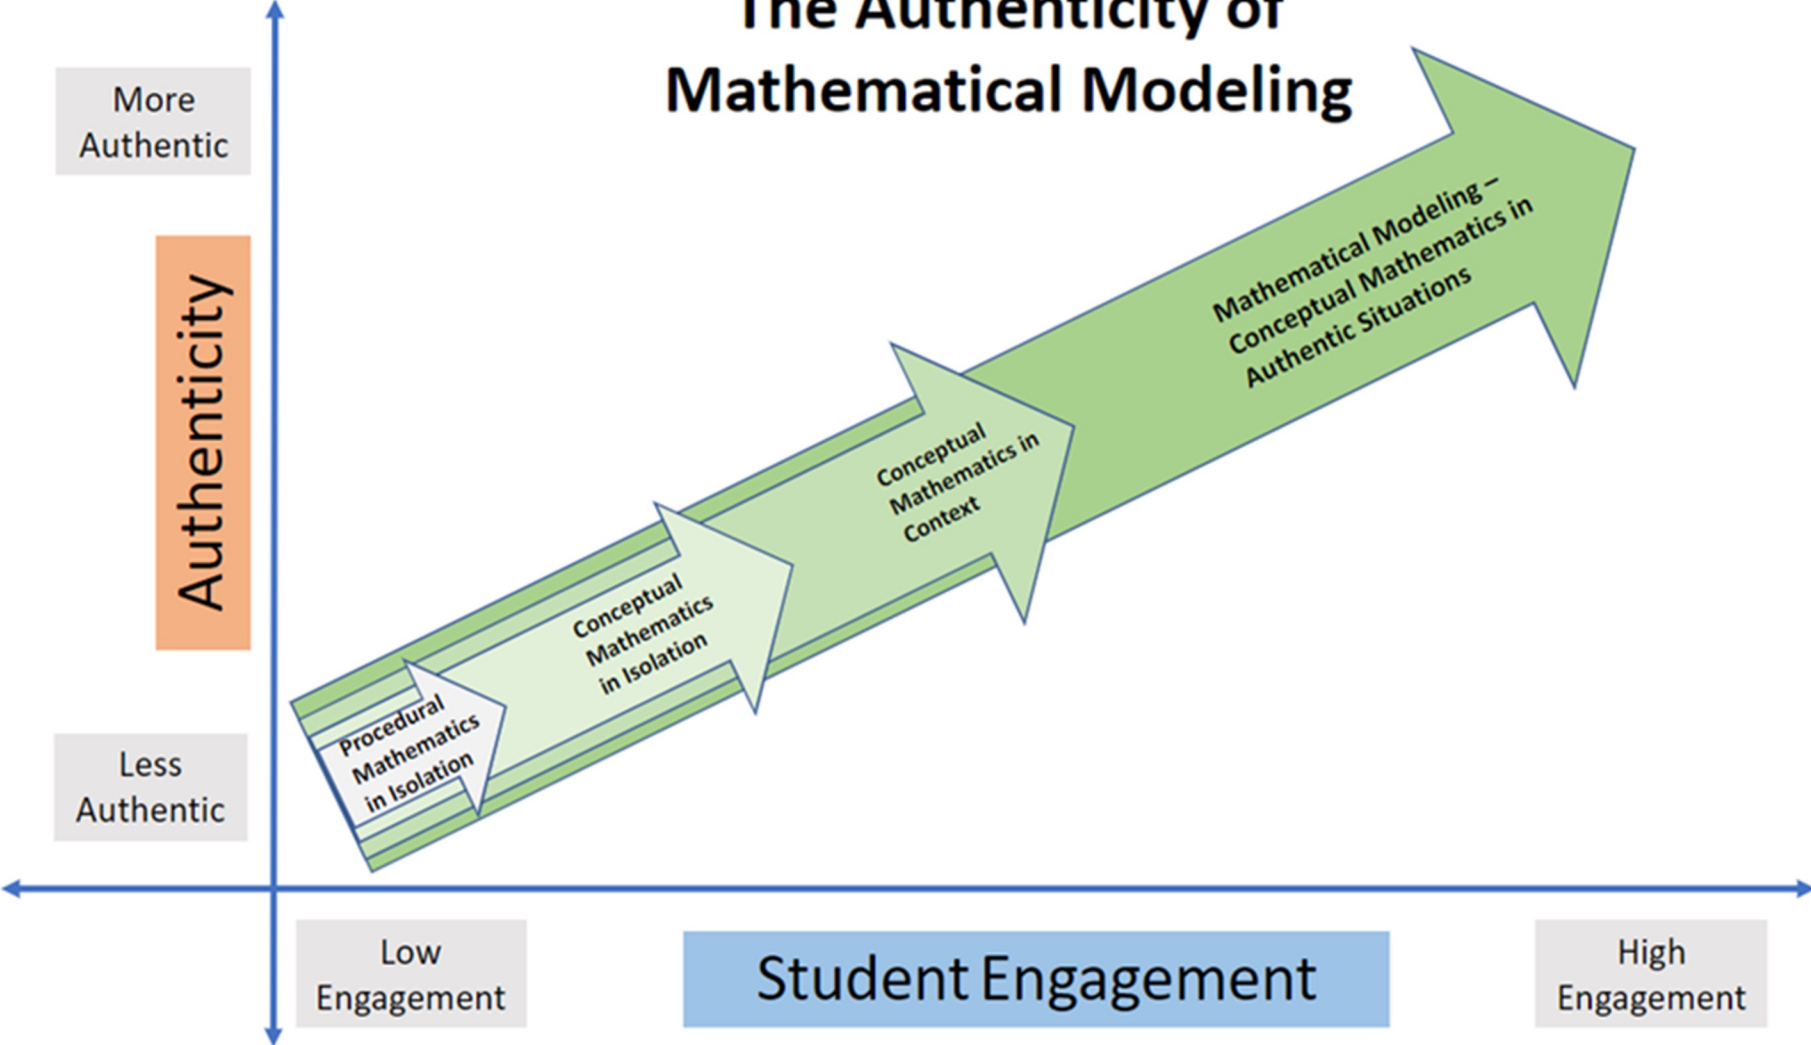 The Authenticity of
Mathematical Modeling
More
Authentic
Authenticity
Less
Authentic
Mathematical Modeling –
Conceptual Mathematics in
Authentic Situations
Conceptual
Mathematics in
Context
Conceptual
Mathematics
in Isolation
Procedural
Mathematics
in Isolation
Low
Engagement
Student Engagement
High
Engagement